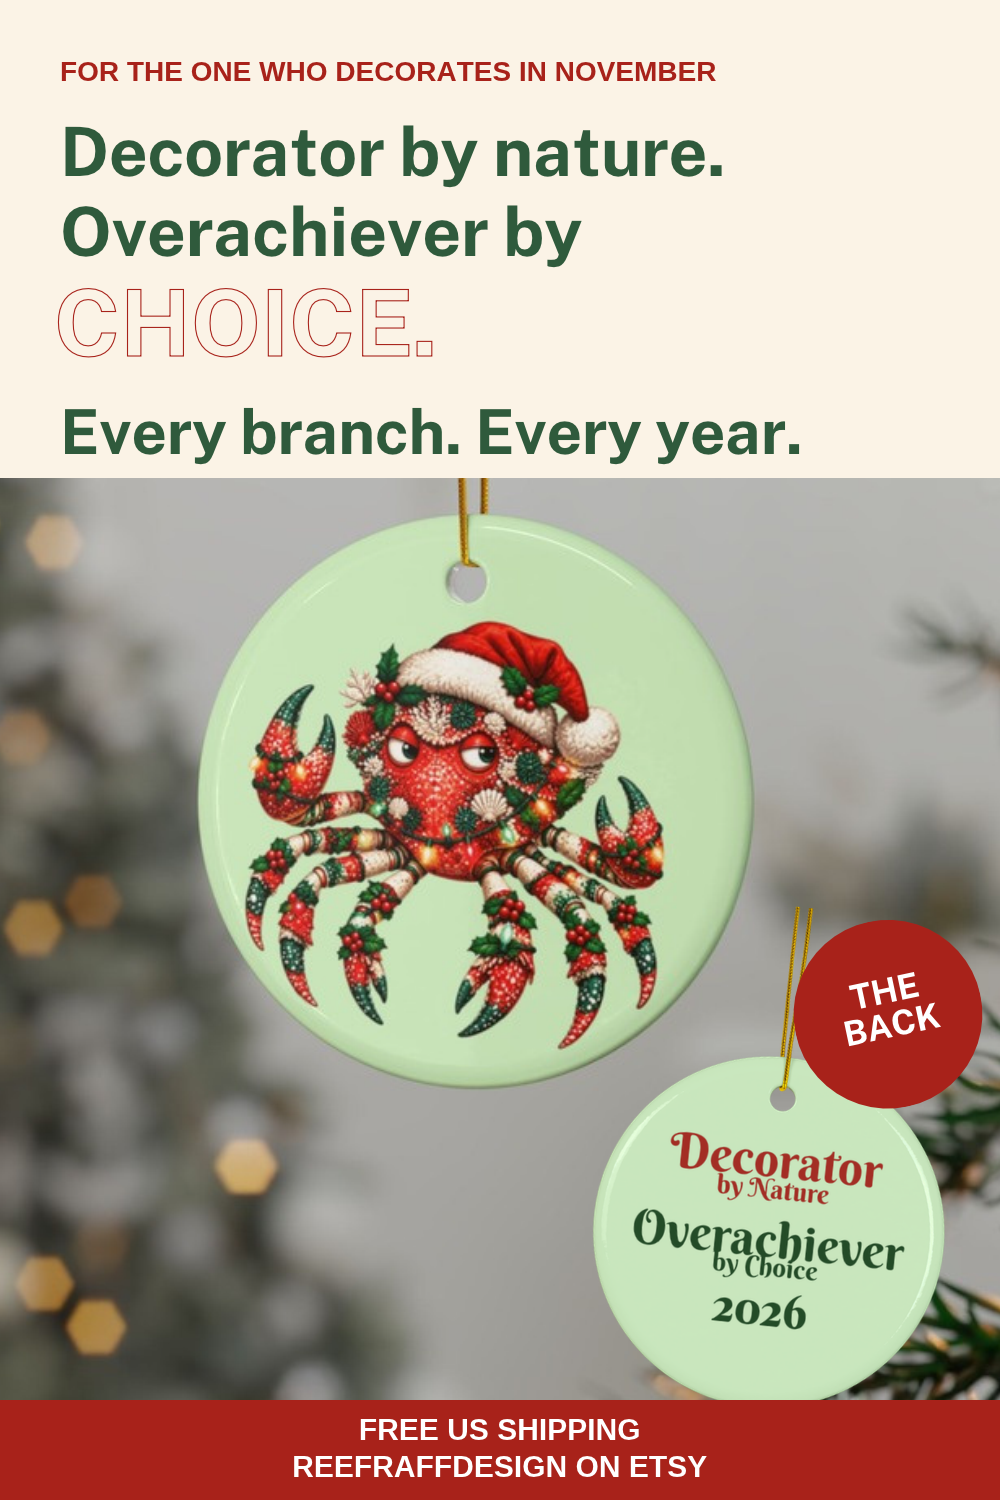 FOR THE ONE WHO DECORATES IN NOVEMBER
Decorator by nature.
Overachiever by
CHOICE.
Every branch. Every year.
THE
BACK
Decorator
by Nature
Overachiever
by Choice
2026
FREE US SHIPPING
REEFRAFFDESIGN ON ETSY